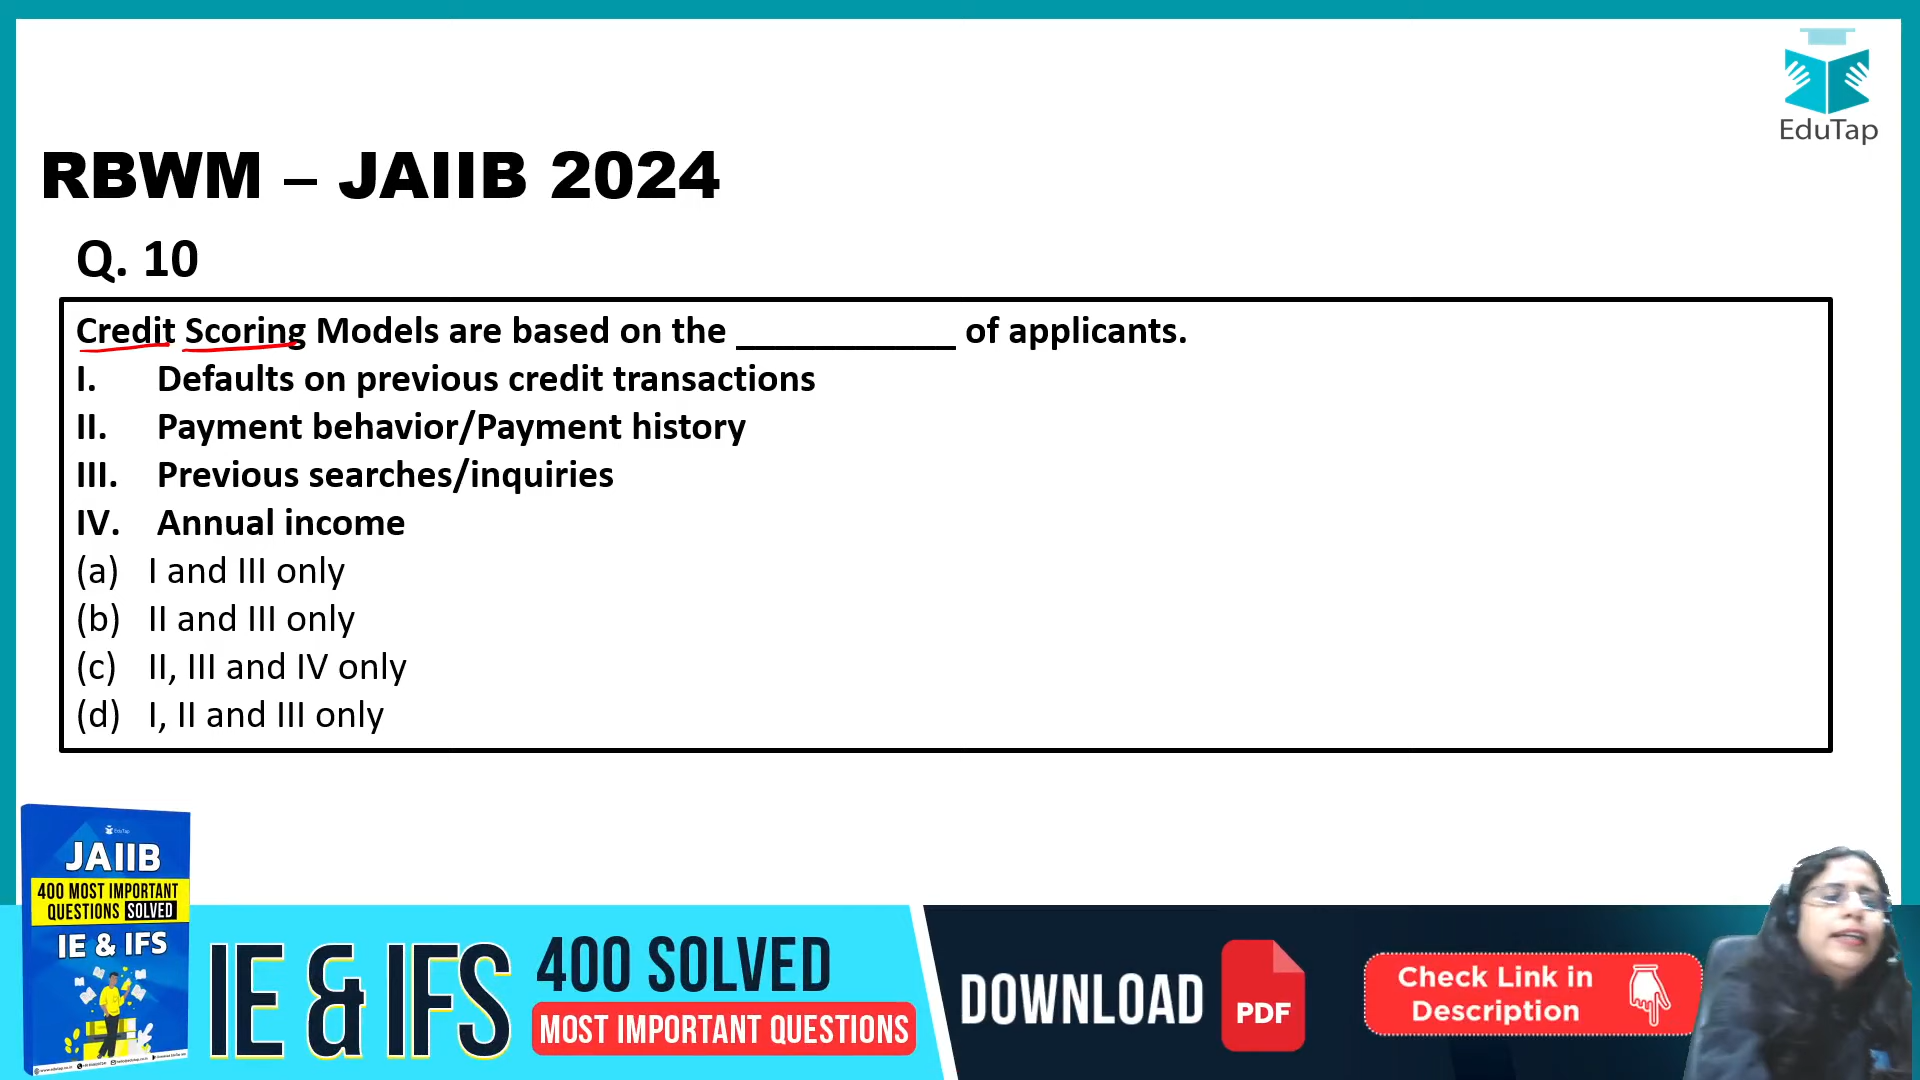 EduTap
RBWM – JAIIB 2024
Q. 10
Credit Scoring Models are based on the ___________ of applicants.
I. Defaults on previous credit transactions
II. Payment behavior/Payment history
III. Previous searches/inquiries
IV. Annual income
(a) I and III only
(b) II and III only
(c) II, III and IV only
(d) I, II and III only
EduTap
JAIIB
400 MOST IMPORTANT
QUESTIONS SOLVED
IE & IFS
IE & IFS
400 SOLVED
MOST IMPORTANT QUESTIONS
DOWNLOAD
PDF
Check Link in
Description